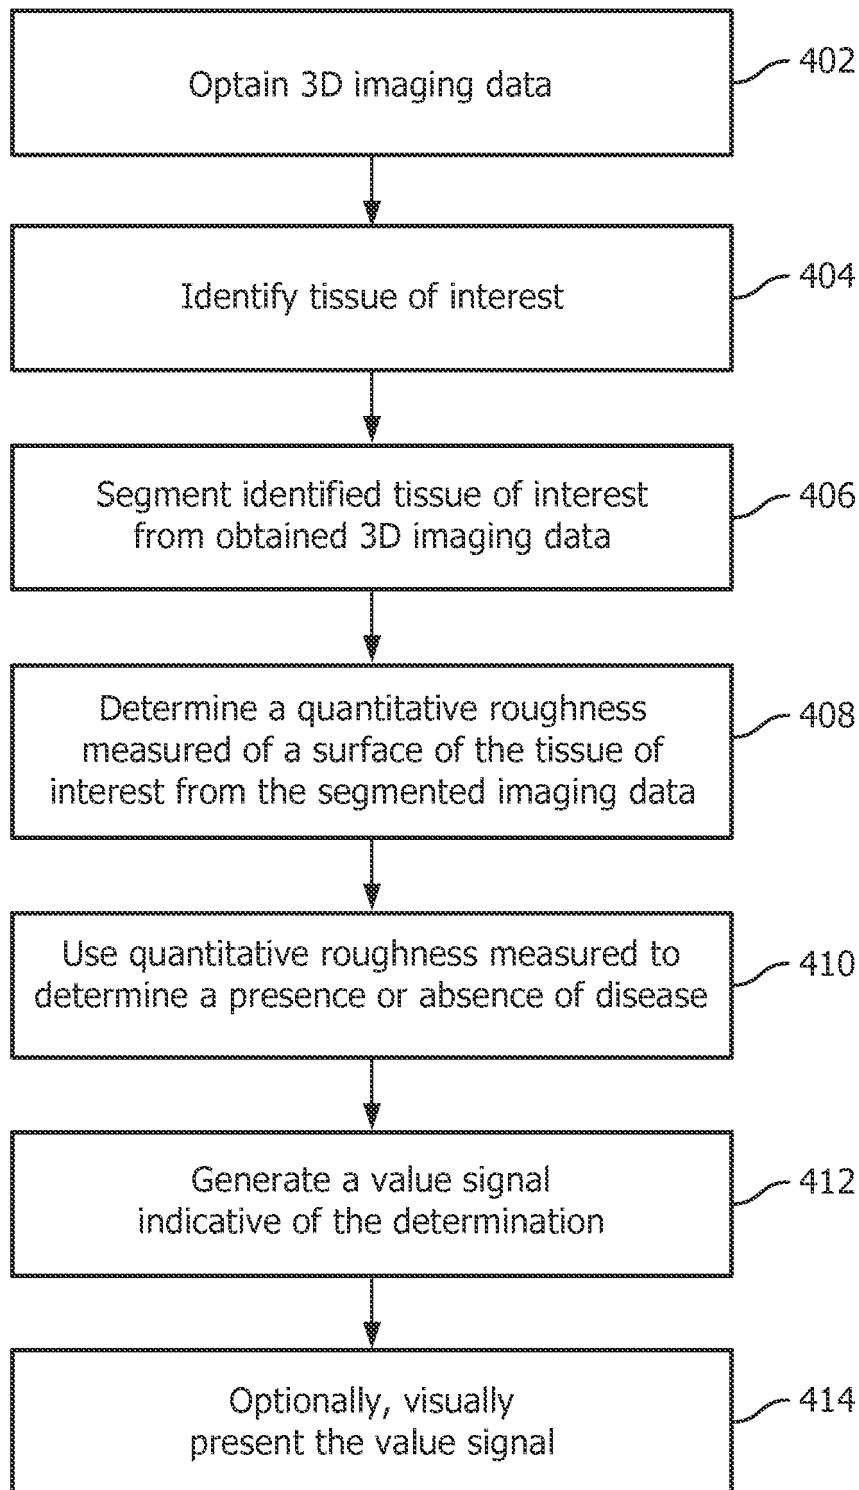 Optain 3D imaging data
402
Identify tissue of interest
404
Segment identified tissue of interest
from obtained 3D imaging data
406
Determine a quantitative roughness
measured of a surface of the tissue of
interest from the segmented imaging data
408
Use quantitative roughness measured to
determine a presence or absence of disease
410
Generate a value signal
indicative of the determination
412
Optionally, visually
present the value signal
414